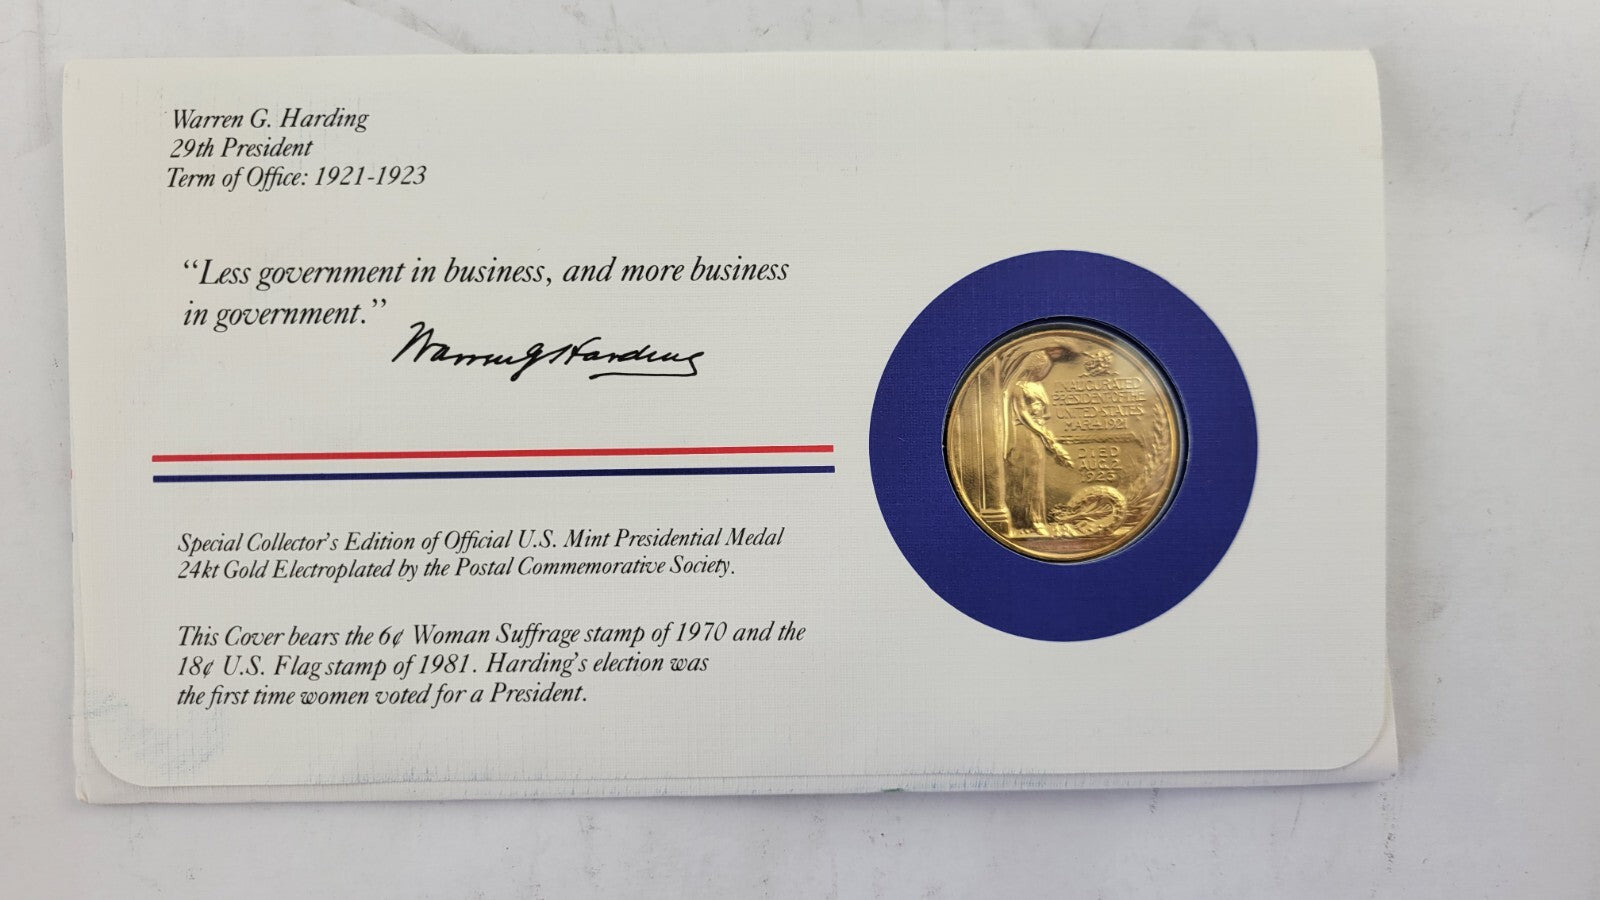 Warren G. Harding
29th President
Term of Office: 1921-1923
“Less government in business, and more business
in government.”
Warren G Harding
Special Collector's Edition of Official U.S. Mint Presidential Medal
24kt Gold Electroplated by the Postal Commemorative Society.
This Cover bears the 6¢ Woman Suffrage stamp of 1970 and the
18¢ U.S. Flag stamp of 1981. Harding's election was
the first time women voted for a President.
INAUGURATED
PRESIDENT OF THE
UNITED STATES
MAR.4.1921
DIED
AUG.2
1923